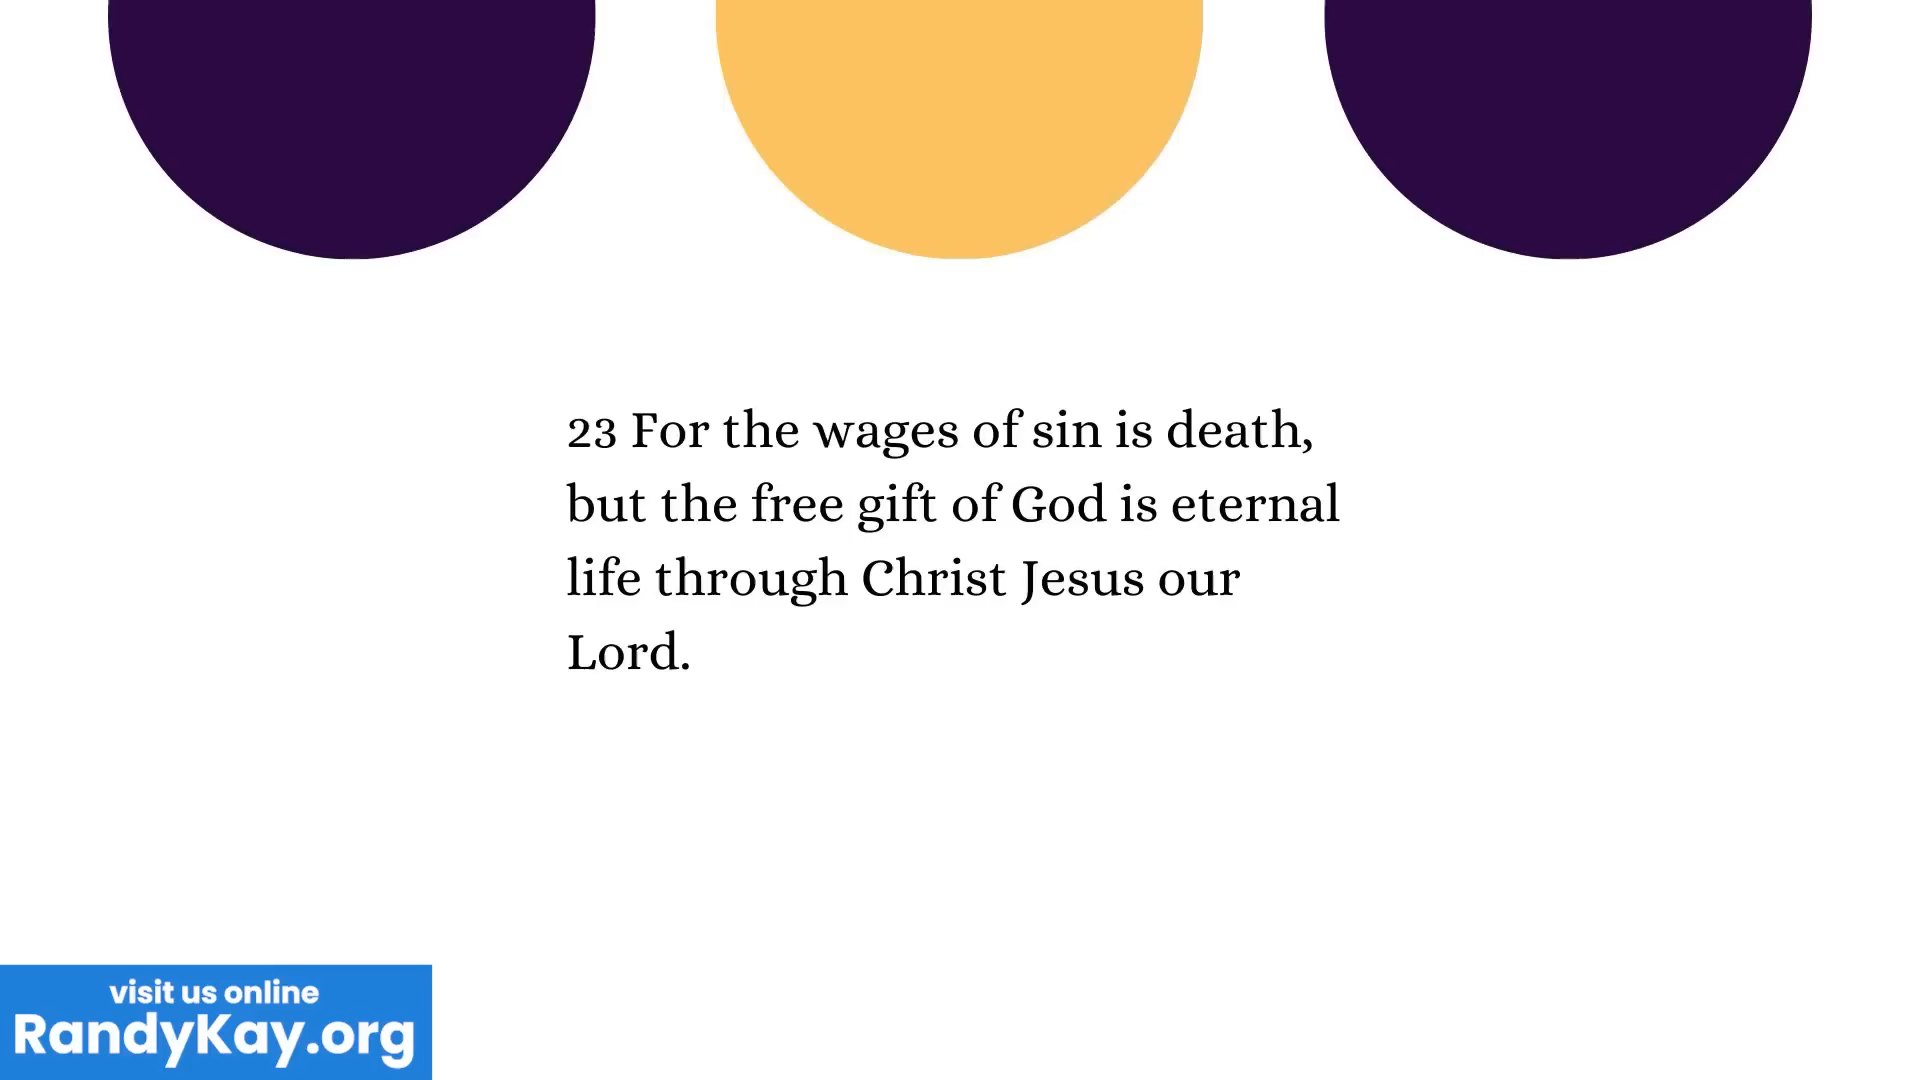 23 For the wages of sin is death,
but the free gift of God is eternal
life through Christ Jesus our
Lord.
visit us online
RandyKay.org